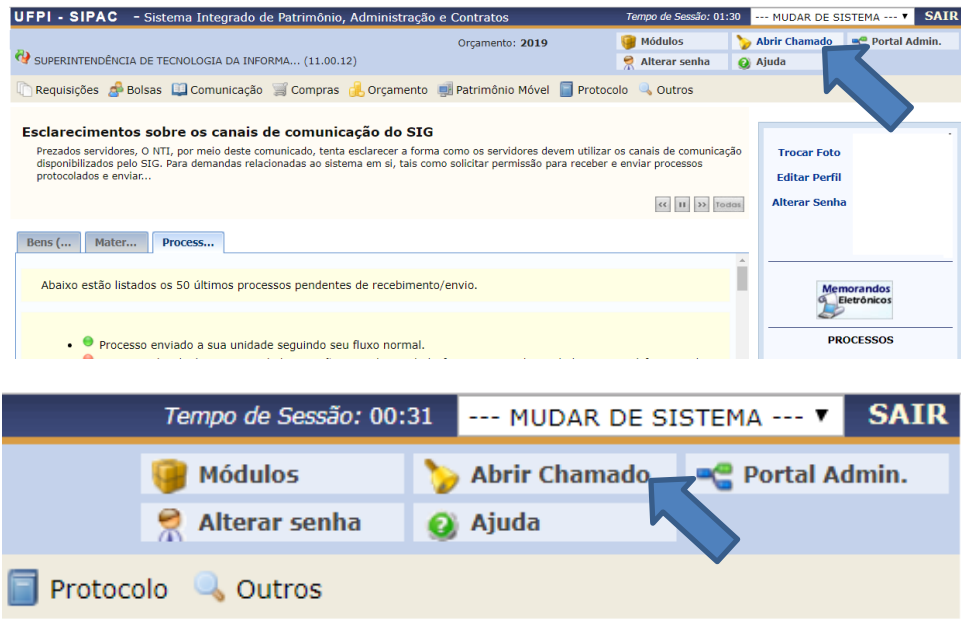 UFPI - SIPAC - Sistema Integrado de Patrimônio, Administração e Contratos
Tempo de Sessão: 01:30
--- MUDAR DE SISTEMA --- ▼
SAIR
Orçamento: 2019
Módulos
Abrir Chamado
Portal Admin.
SUPERINTENDÊNCIA DE TECNOLOGIA DA INFORMA... (11.00.12)
Alterar senha
Ajuda
Requisições Bolsas Comunicação Compras Orçamento Patrimônio Móvel Protocolo Outros
Esclarecimentos sobre os canais de comunicação do SIG
Prezados servidores, O NTI, por meio deste comunicado, tenta esclarecer a forma como os servidores devem utilizar os canais de comunicação
disponibilizados pelo SIG. Para demandas relacionadas ao sistema em si, tais como solicitar permissão para receber e enviar processos
protocolados e enviar...
<< II >> Todas
Trocar Foto
Editar Perfil
Alterar Senha
Bens (... Mater... Process...
Abaixo estão listados os 50 últimos processos pendentes de recebimento/envio.
Processo enviado a sua unidade seguindo seu fluxo normal.
Memorandos
Eletrônicos
PROCESSOS
Tempo de Sessão: 00:31
--- MUDAR DE SISTEMA --- ▼
SAIR
Módulos
Abrir Chamado
Portal Admin.
Alterar senha
Ajuda
Protocolo Outros